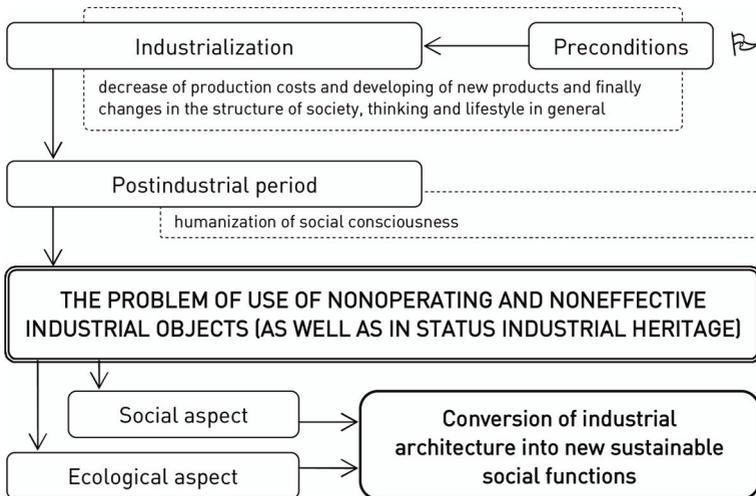 Industrialization
Preconditions
decrease of production costs and developing of new products and finally
changes in the structure of society, thinking and lifestyle in general
Postindustrial period
humanization of social consciousness
THE PROBLEM OF USE OF NONOPERATING AND NONEFFECTIVE
INDUSTRIAL OBJECTS (AS WELL AS IN STATUS INDUSTRIAL HERITAGE)
Social aspect
Ecological aspect
Conversion of industrial
architecture into new sustainable
social functions